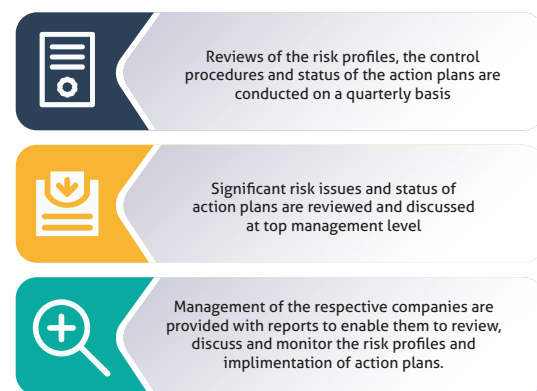 Reviews of the risk profiles, the control
procedures and status of the action plans are
conducted on a quarterly basis
Significant risk issues and status of
action plans are reviewed and discussed
at top management level
Management of the respective companies are
provided with reports to enable them to review,
discuss and monitor the risk profiles and
implimentation of action plans.